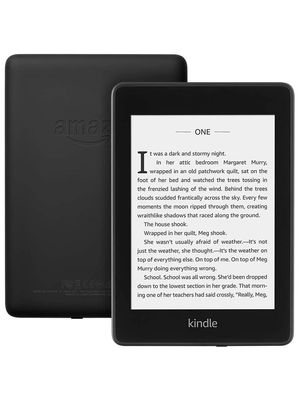 amazon
ONE
It was a dark and stormy night.
In her attic bedroom Margaret Murry,
wrapped in an old patchwork quilt, sat on the
foot of her bed and watched the trees tossing in
the frenzied lashing of the wind. Behind the trees
clouds scudded frantically across the sky. Every few
moments the moon ripped through them, creating
wraithlike shadows that raced along the ground.
The house shook.
Wrapped in her quilt, Meg shook.
She wasn't usually afraid of weather.—It's not
just the weather, she thought.—It's the weather on
top of everything else. On top of me. On top of Meg
Murry doing everything wrong.
School. School was all wrong. She'd been dropped
down to the lowest section in her grade. That morn-
ing one of her teachers had said crossly, "Really, Meg,
kindle